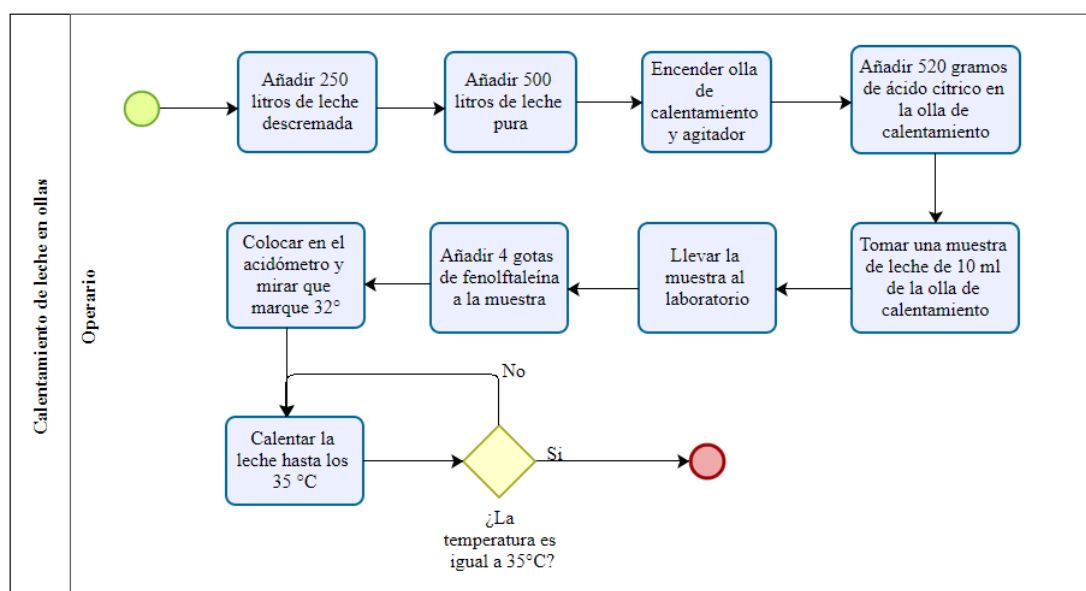 Calentamiento de leche en ollas
Operario
Añadir 250
litros de leche
descremada
Añadir 500
litros de leche
pura
Encender olla
de
calentamiento
y agitador
Añadir 520 gramos
de ácido cítrico en
la olla de
calentamiento
Tomar una muestra
de leche de 10 ml
de la olla de
calentamiento
Llevar la
muestra al
laboratorio
Añadir 4 gotas
de fenolftaleína
a la muestra
Colocar en el
acidómetro y
mirar que
marque 32°
No
Calentar la
leche hasta los
35 °C
Si
¿La
temperatura es
igual a 35°C?